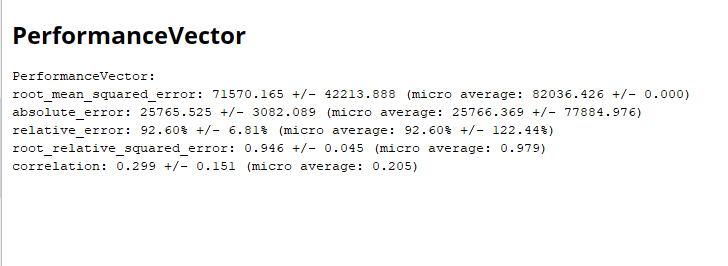 PerformanceVector
PerformanceVector:
root_mean_squared_error: 71570.165 +/- 42213.888 (micro average: 82036.426 +/- 0.000)
absolute_error: 25765.525 +/- 3082.089 (micro average: 25766.369 +/- 77884.976)
relative_error: 92.60% +/- 6.81% (micro average: 92.60% +/- 122.44%)
root_relative_squared_error: 0.946 +/- 0.045 (micro average: 0.979)
correlation: 0.299 +/- 0.151 (micro average: 0.205)